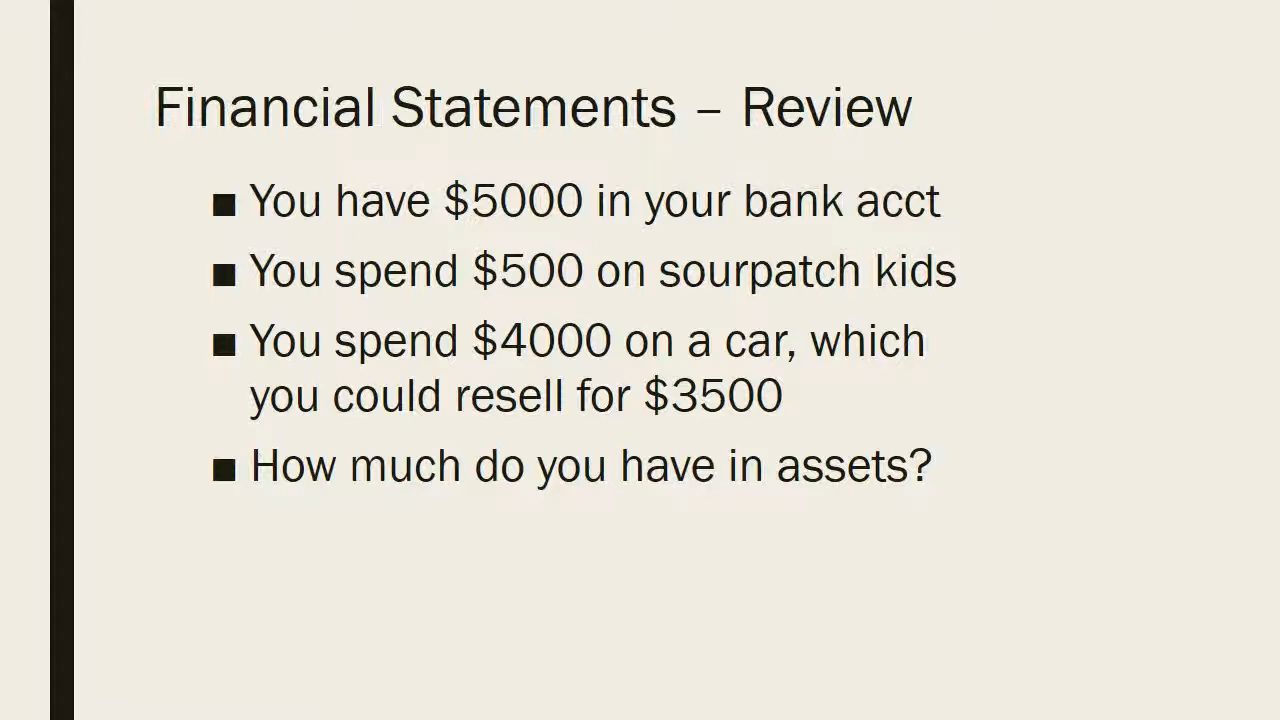 Financial Statements – Review
■ You have $5000 in your bank acct
■ You spend $500 on sourpatch kids
■ You spend $4000 on a car, which
you could resell for $3500
■ How much do you have in assets?